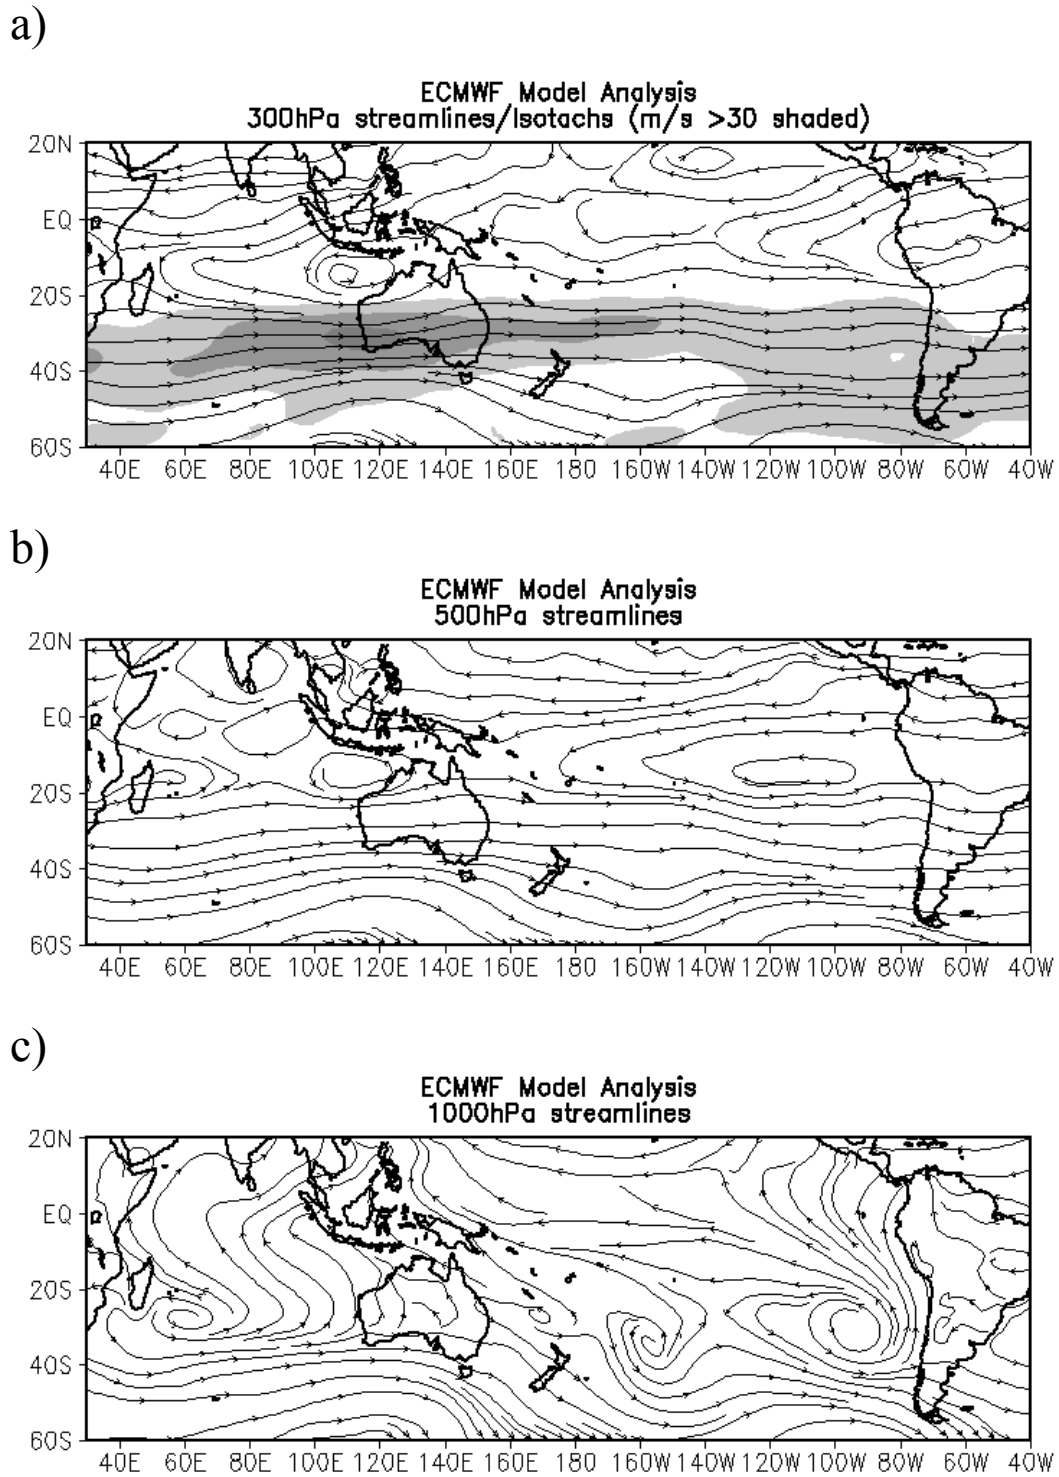 a)
ECMWF Model Analysis
300hPa streamlines/Isotachs (m/s >30 shaded)
20N
EQ
20S
40S
60S
40E 60E 80E 100E 120E 140E 160E 180 160W 140W 120W 100W 80W 60W 40W
b)
ECMWF Model Analysis
500hPa streamlines
20N
EQ
20S
40S
60S
40E 60E 80E 100E 120E 140E 160E 180 160W 140W 120W 100W 80W 60W 40W
c)
ECMWF Model Analysis
1000hPa streamlines
20N
EQ
20S
40S
60S
40E 60E 80E 100E 120E 140E 160E 180 160W 140W 120W 100W 80W 60W 40W